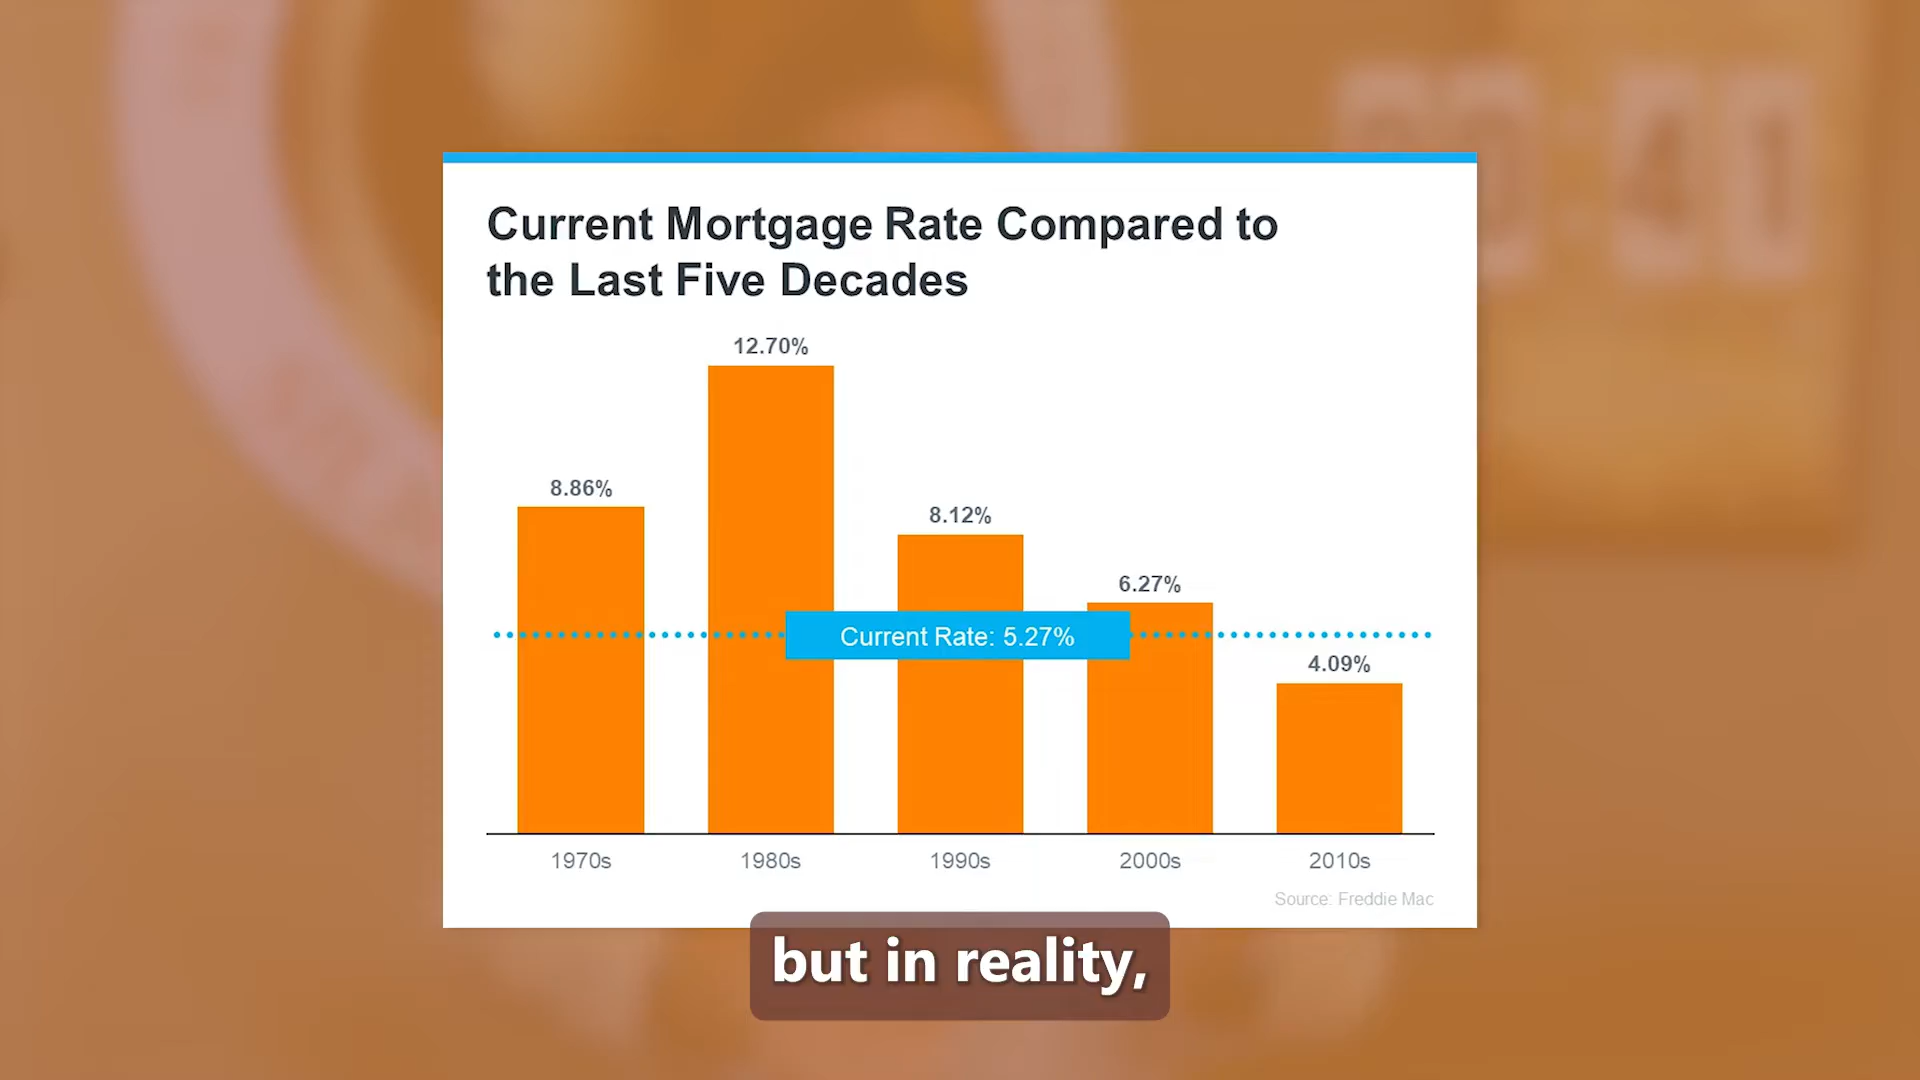 Current Mortgage Rate Compared to
the Last Five Decades
12.70%
8.86%
8.12%
6.27%
Current Rate: 5.27%
4.09%
1970s 1980s 1990s 2000s 2010s
Source: Freddie Mac
but in reality,